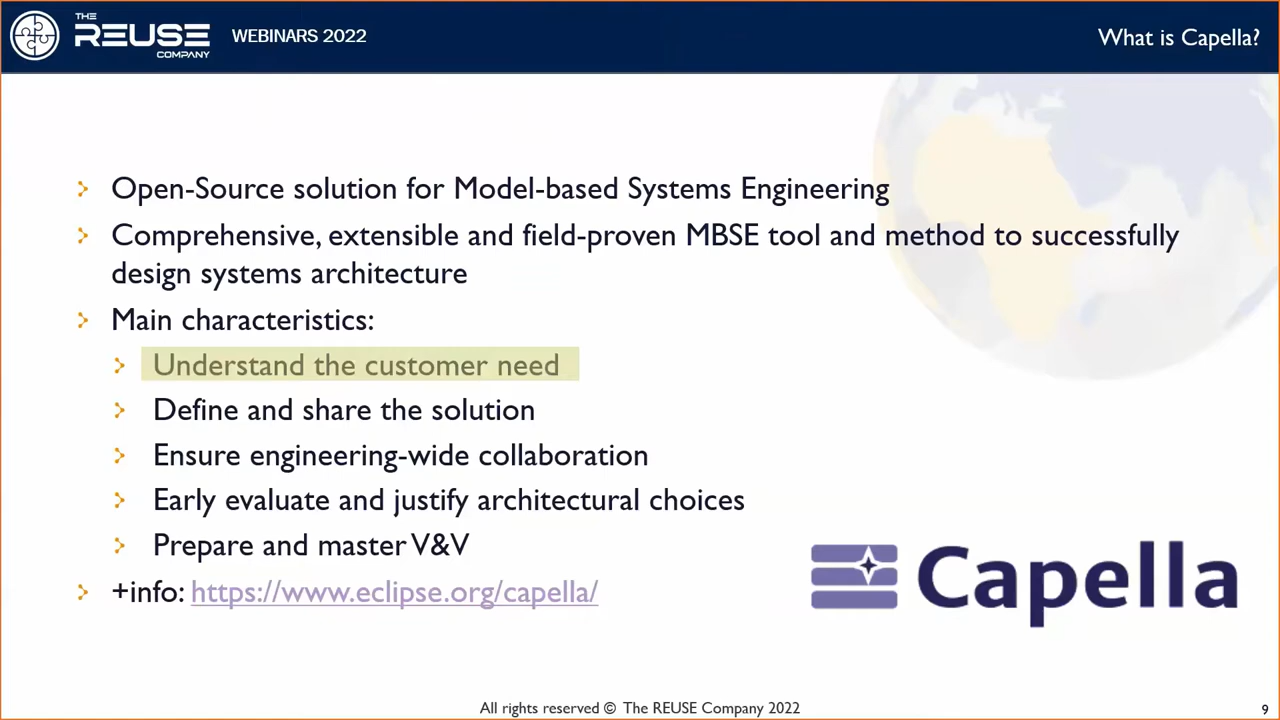 THE
REUSE
COMPANY
WEBINARS 2022
What is Capella?
Open-Source solution for Model-based Systems Engineering
Comprehensive, extensible and field-proven MBSE tool and method to successfully
design systems architecture
Main characteristics:
Understand the customer need
Define and share the solution
Ensure engineering-wide collaboration
Early evaluate and justify architectural choices
Prepare and master V&V
+info: https://www.eclipse.org/capella/
Capella
All rights reserved © The REUSE Company 2022
9